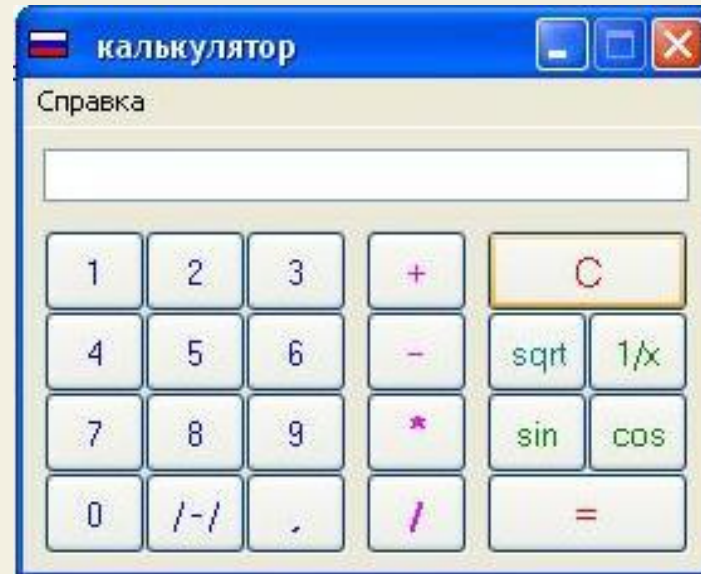 калькулятор
Справка
1 2 3 + C
4 5 6 - sqrt 1/x
7 8 9 * sin cos
0 /-/ , / =